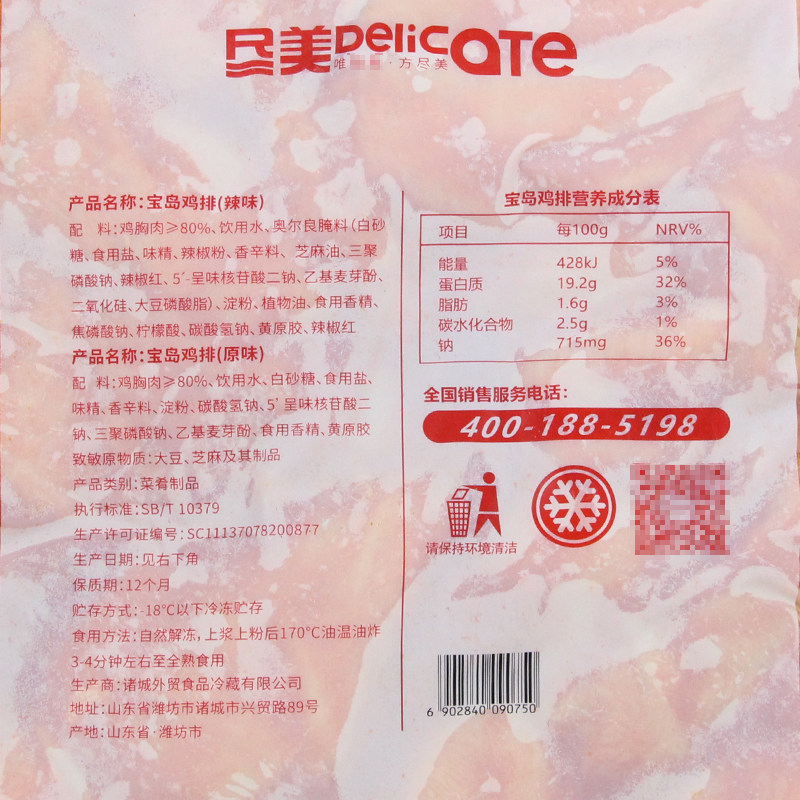 尽美Delicate
唯 · 方尽美
产品名称：宝岛鸡排(辣味)
配 料：鸡胸肉≥80%、饮用水、奥尔良腌料（白砂
糖、食用盐、味精、辣椒粉、香辛料、芝麻油、三聚
磷酸钠、辣椒红、5′-呈味核苷酸二钠、乙基麦芽酚、
二氧化硅、大豆磷酸脂）、淀粉、植物油、食用香精、
焦磷酸钠、柠檬酸、碳酸氢钠、黄原胶、辣椒红
产品名称：宝岛鸡排(原味)
配 料：鸡胸肉≥80%、饮用水、白砂糖、食用盐、
味精、香辛料、淀粉、碳酸氢钠、5′呈味核苷酸二
钠、三聚磷酸钠、乙基麦芽酚、食用香精、黄原胶
致敏原物质：大豆、芝麻及其制品
产品类别：菜肴制品
执行标准：SB/T 10379
生产许可证编号：SC11137078200877
生产日期：见右下角
保质期：12个月
贮存方式：-18℃以下冷冻贮存
食用方法：自然解冻，上浆上粉后170℃油温油炸
3-4分钟左右至全熟食用
生产商：诸城外贸食品冷藏有限公司
地址：山东省潍坊市诸城市兴贸路89号
产地：山东省·潍坊市
宝岛鸡排营养成分表
项目 每100g NRV%
能量 428kJ 5%
蛋白质 19.2g 32%
脂肪 1.6g 3%
碳水化合物 2.5g 1%
钠 715mg 36%
全国销售服务电话：
400-188-5198
请保持环境清洁
6 902840 090750